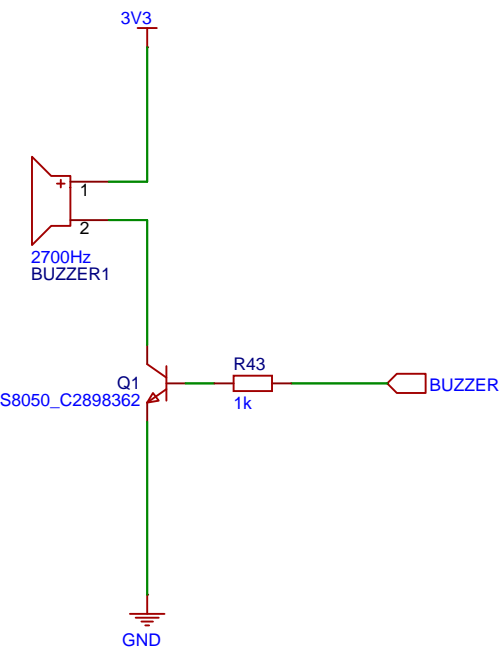 3V3
+
1
2
2700Hz
BUZZER1
R43
Q1
S8050_C2898362
1k
BUZZER
GND